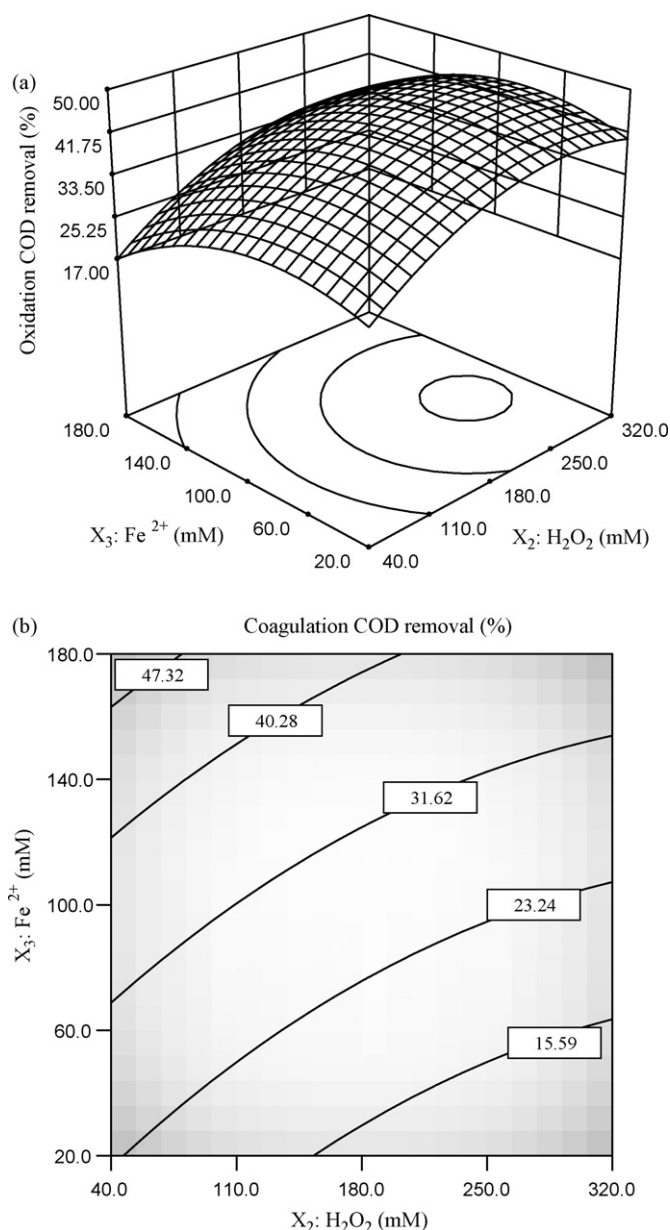 (a)
Oxidation COD removal (%)
50.00
41.75
33.50
25.25
17.00
180.0
140.0
100.0
60.0
20.0
X₃: Fe ²⁺ (mM)
40.0
110.0
180.0
250.0
320.0
X₂: H₂O₂ (mM)
(b)
Coagulation COD removal (%)
180.0
140.0
100.0
60.0
20.0
X₃: Fe ²⁺ (mM)
47.32
40.28
31.62
23.24
15.59
40.0 110.0 180.0 250.0 320.0
X₂: H₂O₂ (mM)